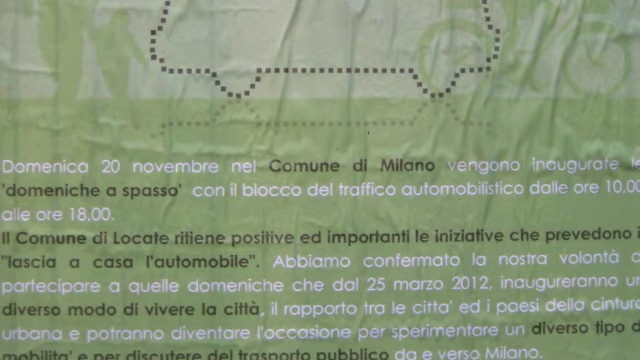 Domenica 20 novembre nel Comune di Milano vengono inaugurate le
'domeniche a spasso' con il blocco del traffico automobilistico dalle ore 10.00
alle ore 18,00.
Il Comune di Locate ritiene positive ed importanti le iniziative che prevedono i
"lascia a casa l'automobile". Abbiamo confermato la nostra volontà d
partecipare a quelle domeniche che dal 25 marzo 2012, inaugureranno un
diverso modo di vivere la città, il rapporto tra le citta' ed i paesi della cintura
urbana e potranno diventare l'occasione per sperimentare un diverso tipo d
mobilita' e per discutere del trasporto pubblico da e verso Milano.